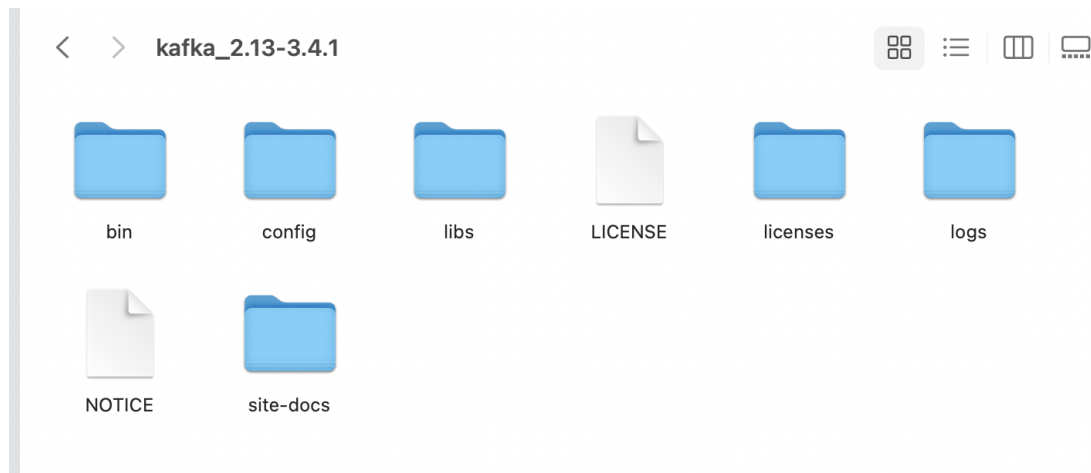 kafka_2.13-3.4.1
bin config libs LICENSE licenses logs
NOTICE site-docs